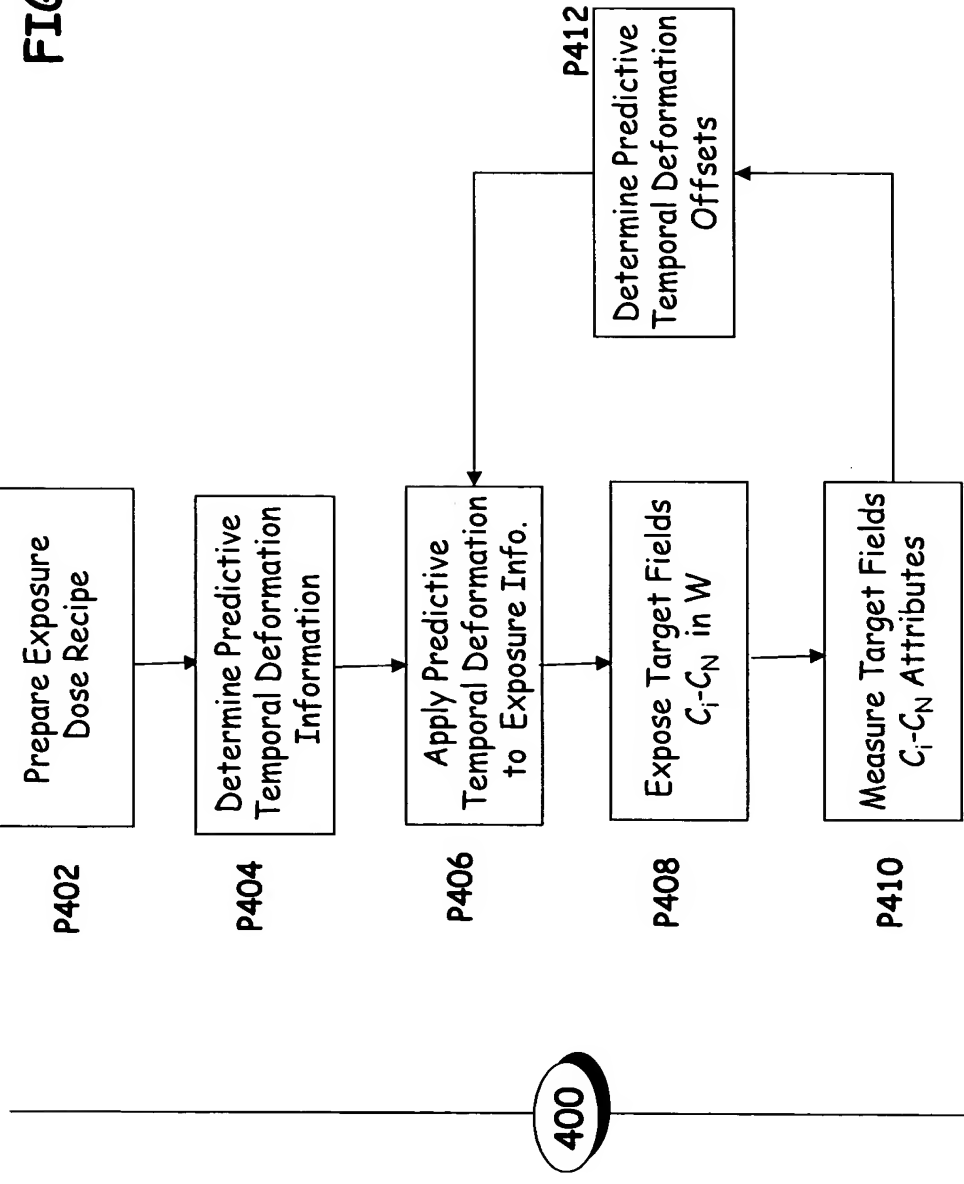 FIG
P402
Prepare Exposure
Dose Recipe
P404
Determine Predictive
Temporal Deformation
Information
P406
Apply Predictive
Temporal Deformation
to Exposure Info.
P412
Determine Predictive
Temporal Deformation
Offsets
P408
Expose Target Fields
Ci-CN in W
P410
Measure Target Fields
Ci-CN Attributes
400